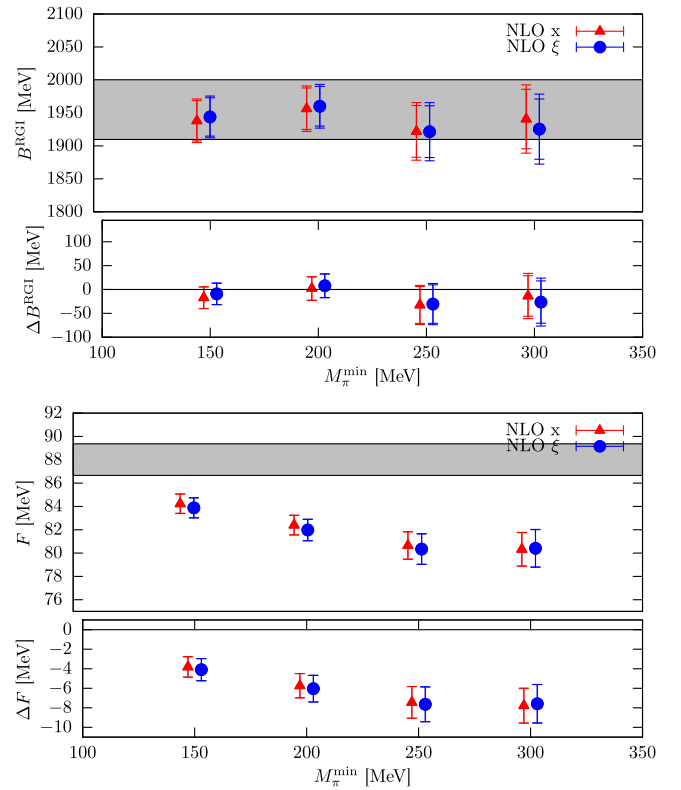 2100
2050
2000
1950
1900
1850
1800
B^RGI [MeV]
NLO x
NLO ξ
100
50
0
−50
−100
ΔB^RGI [MeV]
100 150 200 250 300 350
M_π^min [MeV]
92
90
88
86
84
82
80
78
76
F [MeV]
NLO x
NLO ξ
0
−2
−4
−6
−8
−10
ΔF [MeV]
100 150 200 250 300 350
M_π^min [MeV]